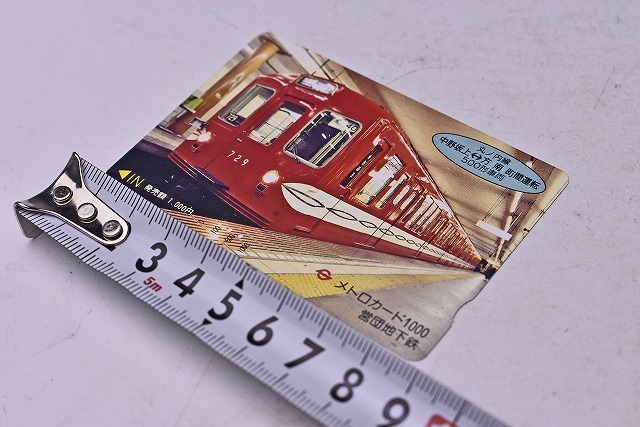 丸ノ内線
中野坂上⇔方南町間運転
500形車両
729
729
◀IN 発売額 1,000円
メトロカード1000
営団地下鉄
3 4 5 6 7 8 9
5m